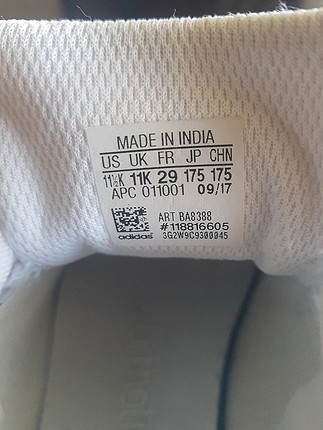 MADE IN INDIA
US UK FR JP CHN
11½K 11K 29 175 175
APC 011001 09/17
ART BA8388
#118816605
adidas 3G2W9C9300045